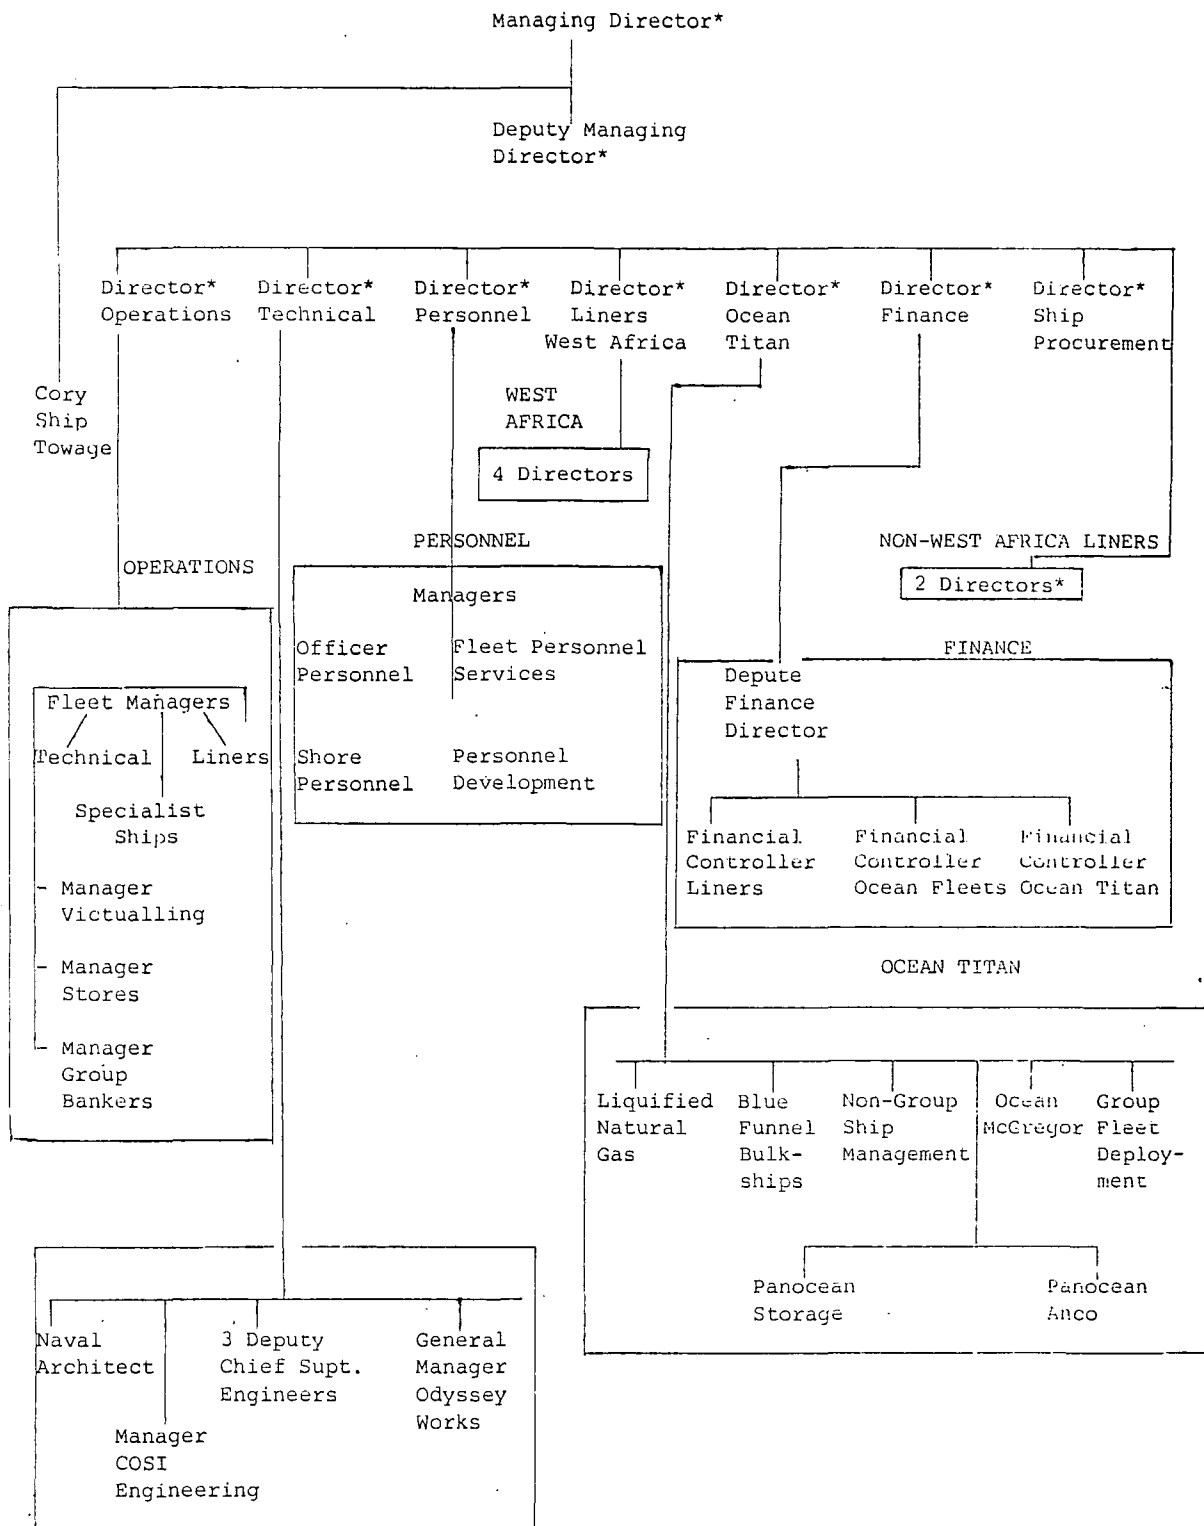 Managing Director*
Deputy Managing
Director*
Director*
Operations
Director*
Technical
Director*
Personnel
Director*
Liners
West Africa
Director*
Ocean
Titan
Director*
Finance
Director*
Ship
Procurement
Cory
Ship
Towage
WEST
AFRICA
4 Directors
PERSONNEL
NON-WEST AFRICA LINERS
2 Directors*
OPERATIONS
Managers
Officer
Personnel
Fleet Personnel
Services
Shore
Personnel
Personnel
Development
FINANCE
Depute
Finance
Director
Financial
Controller
Liners
Financial
Controller
Ocean Fleets
Financial
Controller
Ocean Titan
Fleet Managers
Technical
Liners
Specialist
Ships
- Manager
Victualling
- Manager
Stores
- Manager
Group
Bankers
OCEAN TITAN
Liquified
Natural
Gas
Blue
Funnel
Bulk-
ships
Non-Group
Ship
Management
Ocean
McGregor
Group
Fleet
Deploy-
ment
Panocean
Storage
Panocean
Anco
Naval
Architect
3 Deputy
Chief Supt.
Engineers
General
Manager
Odyssey
Works
Manager
COSI
Engineering